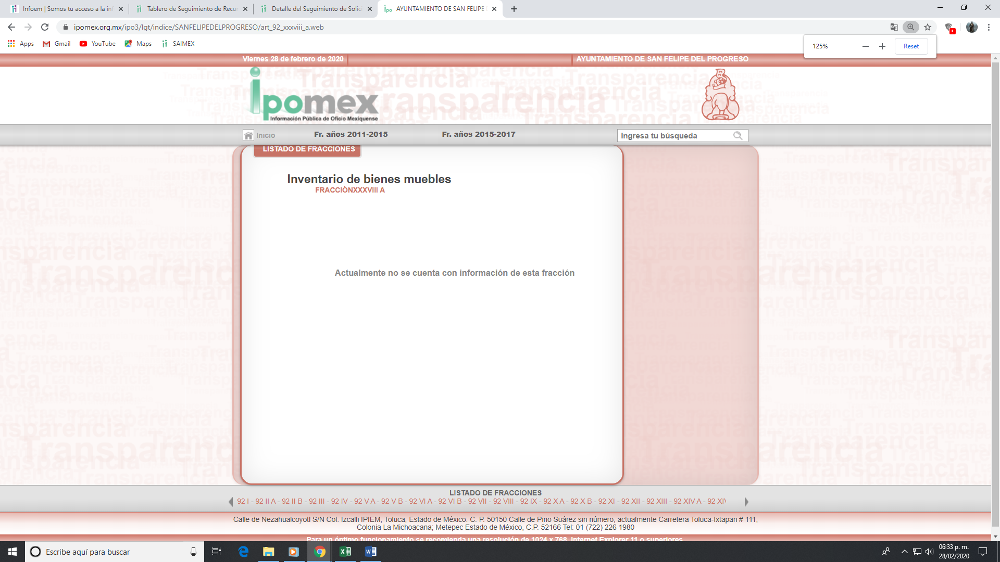 Infoem | Somos tu acceso a la inf
Tablero de Seguimiento de Recur
Detalle del Seguimiento de Solici
AYUNTAMIENTO DE SAN FELIPE
ipomex.org.mx/ipo3/lgt/indice/SANFELIPEDELPROGRESO/art_92_xxxviii_a.web
Apps
Gmail
YouTube
Maps
SAIMEX
125%
Reset
Viernes 28 de febrero de 2020
AYUNTAMIENTO DE SAN FELIPE DEL PROGRESO
ipomex
Información Pública de Oficio Mexiquense
Transparencia
Inicio
Fr. años 2011-2015
Fr. años 2015-2017
Ingresa tu búsqueda
LISTADO DE FRACCIONES
Inventario de bienes muebles
FRACCIÓNXXXVIII A
Actualmente no se cuenta con información de esta fracción
LISTADO DE FRACCIONES
92 I - 92 II A - 92 II B - 92 III - 92 IV - 92 V A - 92 V B - 92 VI A - 92 VI B - 92 VII - 92 VIII - 92 IX - 92 X A - 92 X B - 92 XI - 92 XII - 92 XIII - 92 XIV A - 92 XIV
Calle de Nezahualcoyotl S/N Col. Izcalli IPIEM, Toluca, Estado de México. C. P. 50150 Calle de Pino Suárez sin número, actualmente Carretera Toluca-Ixtapan # 111,
Colonia La Michoacana; Metepec Estado de México, C.P. 52166 Tel: 01 (722) 226 1980
Para un óptimo funcionamiento se recomienda una resolución de 1024 x 768. Internet Explorer 11 o superiores
Escribe aquí para buscar
06:33 p. m.
28/02/2020